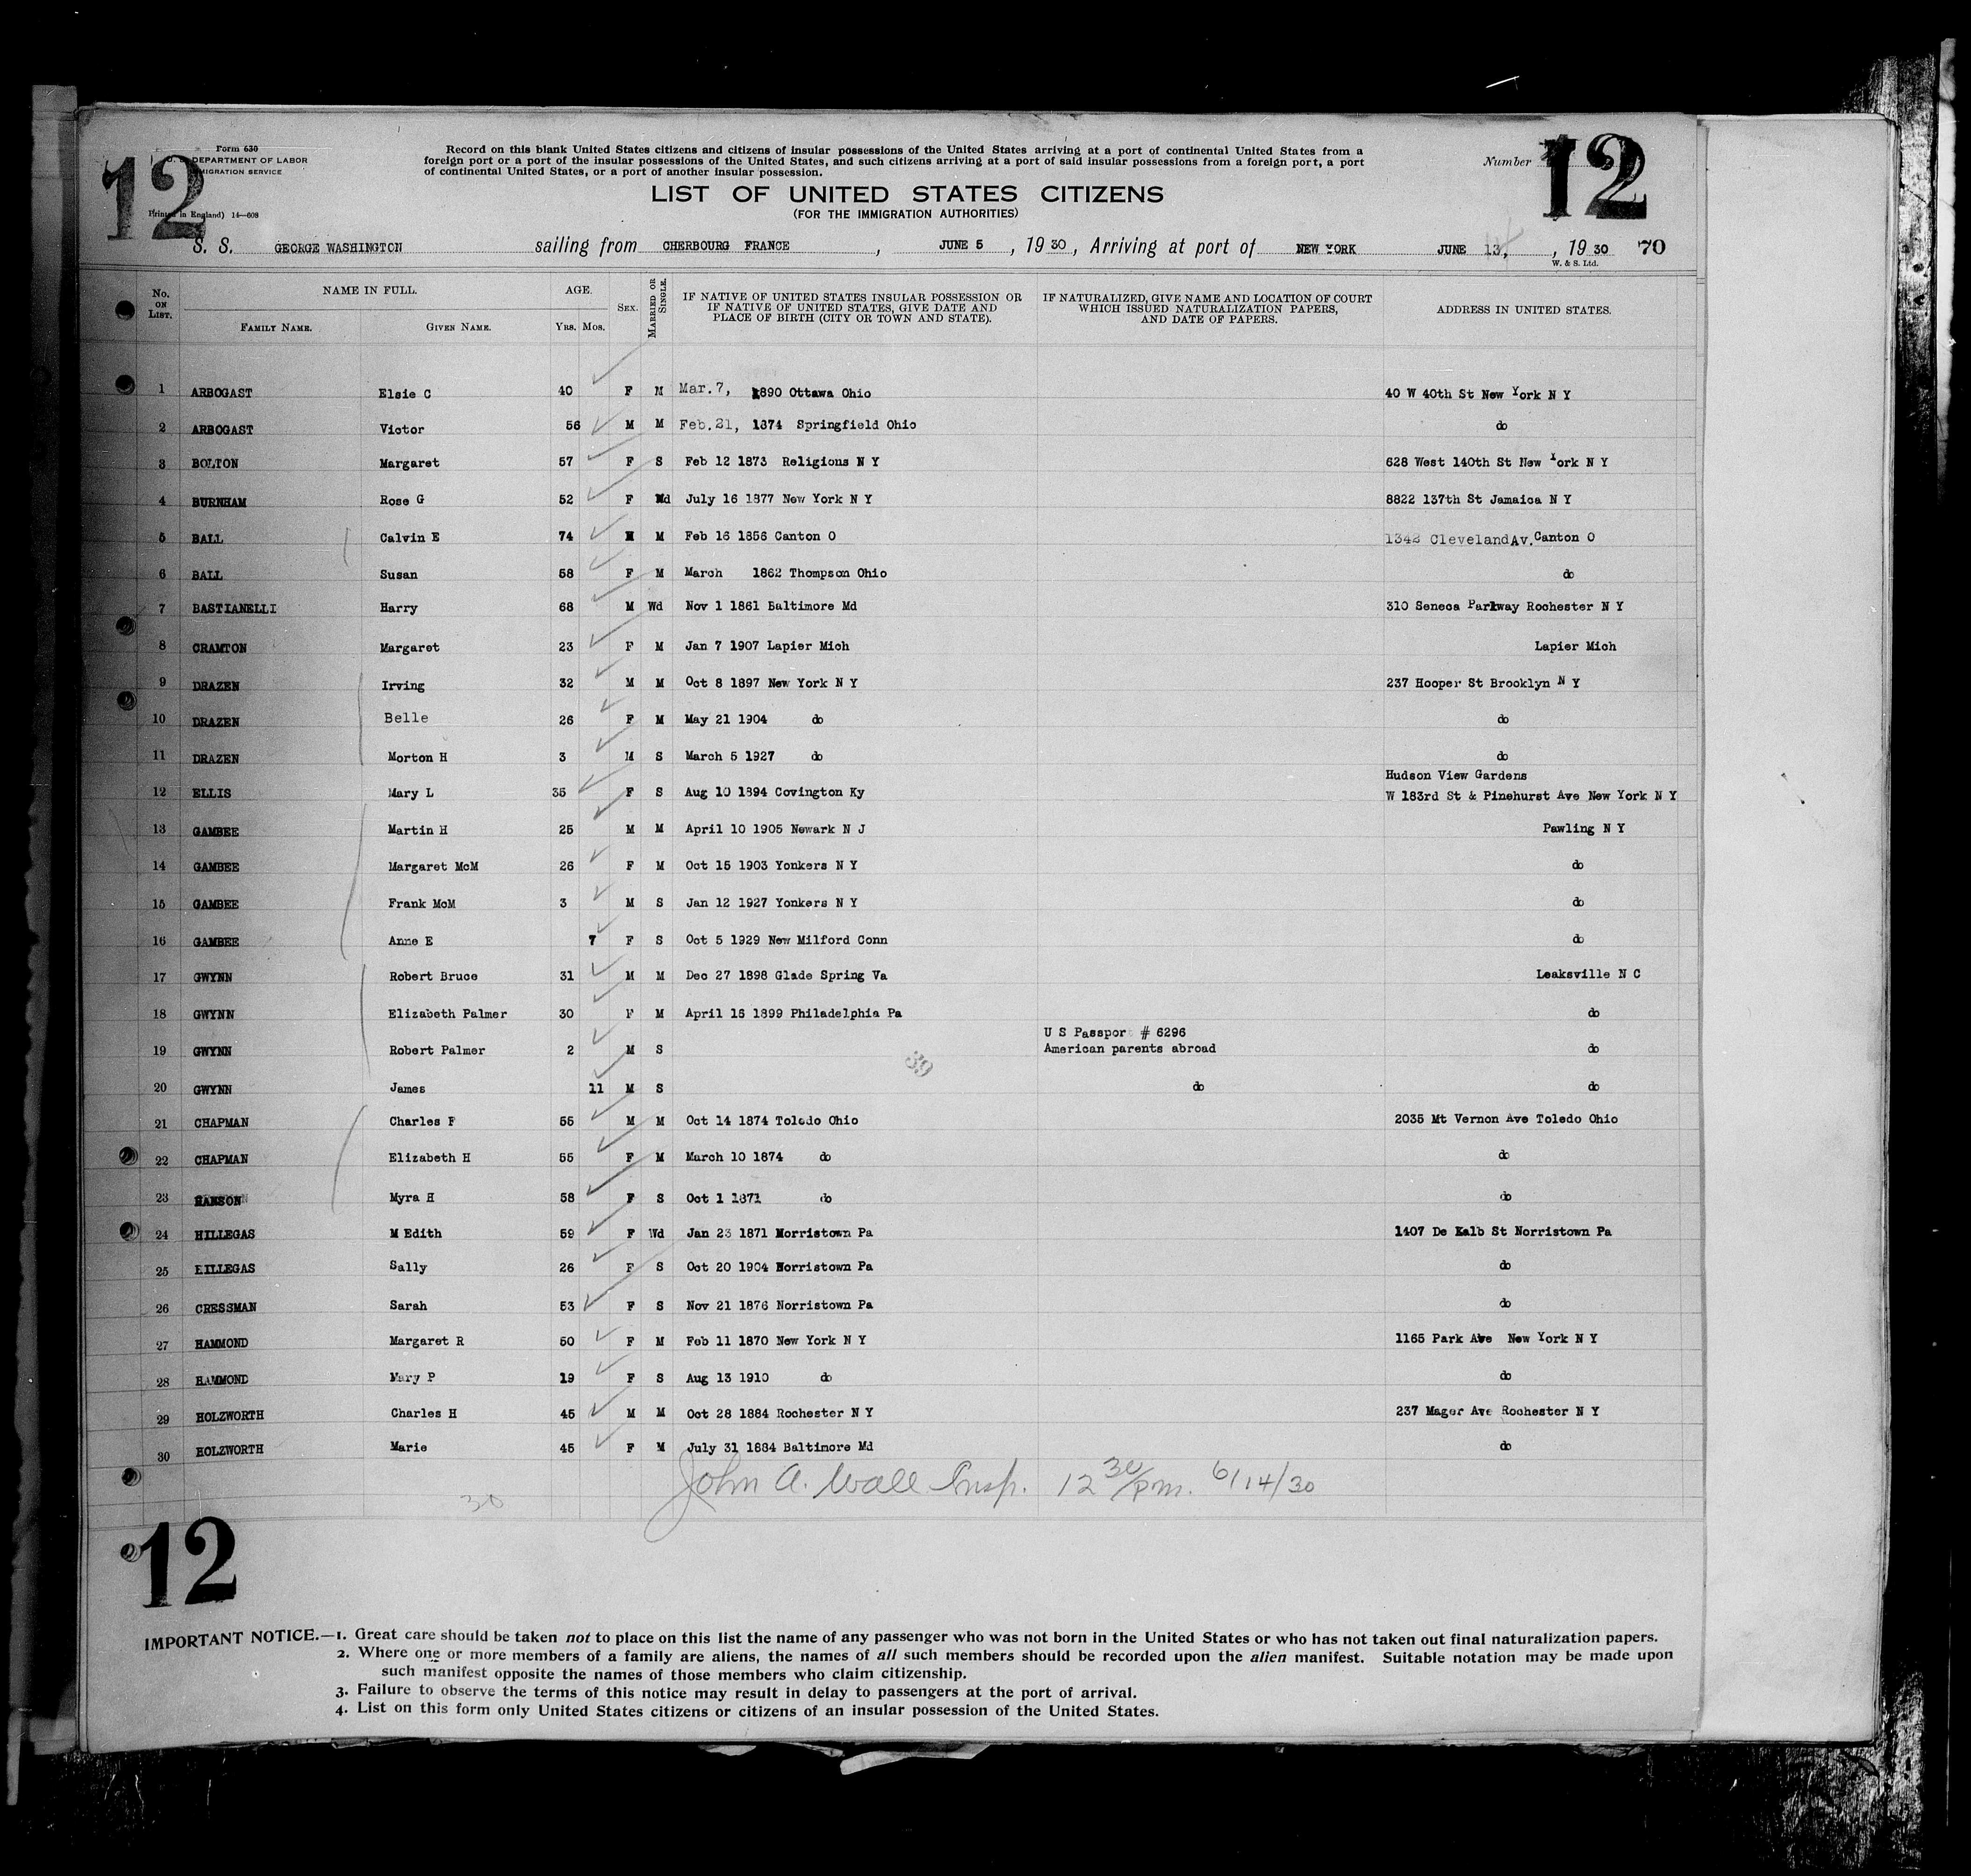 12
Form 630
U. S. DEPARTMENT OF LABOR
IMMIGRATION SERVICE
(Printed in England) 14—608
Record on this blank United States citizens and citizens of insular possessions of the United States arriving at a port of continental United States from a
foreign port or a port of the insular possessions of the United States, and such citizens arriving at a port of said insular possessions from a foreign port, a port
of continental United States, or a port of another insular possession.
Number 12
LIST OF UNITED STATES CITIZENS
(FOR THE IMMIGRATION AUTHORITIES)
S. S. GEORGE WASHINGTON sailing from CHERBOURG FRANCE , JUNE 5 , 19 30 , Arriving at port of NEW YORK JUNE 13, 14 , 19 30 70
W. & S. Ltd.
No. ON LIST. NAME IN FULL. AGE. SEX. MARRIED OR SINGLE. IF NATIVE OF UNITED STATES INSULAR POSSESSION OR IF NATIVE OF UNITED STATES, GIVE DATE AND PLACE OF BIRTH (CITY OR TOWN AND STATE). IF NATURALIZED, GIVE NAME AND LOCATION OF COURT WHICH ISSUED NATURALIZATION PAPERS, AND DATE OF PAPERS. ADDRESS IN UNITED STATES.
FAMILY NAME. GIVEN NAME. YRS. MOS.
1 ARBOGAST Elsie C 40 F M Mar. 7, 1890 Ottawa Ohio 40 W 40th St New York N Y
2 ARBOGAST Victor 56 M M Feb. 21, 1874 Springfield Ohio do
3 BOLTON Margaret 57 F S Feb 12 1873 Religions N Y 628 West 140th St New York N Y
4 BURNHAM Rose G 52 F Wd July 16 1877 New York N Y 8822 137th St Jamaica N Y
5 BALL Calvin E 74 M M Feb 16 1856 Canton O 1342 Cleveland Av. Canton O
6 BALL Susan 58 F M March 1862 Thompson Ohio do
7 BASTIANELLI Harry 68 M Wd Nov 1 1861 Baltimore Md 310 Seneca Parkway Rochester N Y
8 CRAMTON Margaret 23 F M Jan 7 1907 Lapier Mich Lapier Mich
9 DRAZEN Irving 32 M M Oct 8 1897 New York N Y 237 Hooper St Brooklyn N Y
10 DRAZEN Belle 26 F M May 21 1904 do do
11 DRAZEN Morton H 3 M S March 5 1927 do do
Hudson View Gardens
12 ELLIS Mary L 35 F S Aug 10 1894 Covington Ky W 183rd St & Pinehurst Ave New York N Y
13 GAMBEE Martin H 25 M M April 10 1905 Newark N J Pawling N Y
14 GAMBEE Margaret McM 26 F M Oct 15 1903 Yonkers N Y do
15 GAMBEE Frank McM 3 M S Jan 12 1927 Yonkers N Y do
16 GAMBEE Anne E 7 F S Oct 5 1929 New Milford Conn do
17 GWYNN Robert Bruce 31 M M Dec 27 1898 Glade Spring Va Leaksville N C
18 GWYNN Elizabeth Palmer 30 F M April 16 1899 Philadelphia Pa do
U S Passpor # 6296
19 GWYNN Robert Palmer 2 M S American parents abroad do
20 GWYNN James 11 M S do do
21 CHAPMAN Charles F 55 M M Oct 14 1874 Toledo Ohio 2035 Mt Vernon Ave Toledo Ohio
22 CHAPMAN Elizabeth H 55 F M March 10 1874 do do
23 HANSON Myra H 58 F S Oct 1 1871 do do
24 HILLEGAS M Edith 59 F Wd Jan 23 1871 Norristown Pa 1407 De Kalb St Norristown Pa
25 HILLEGAS Sally 26 F S Oct 20 1904 Norristown Pa do
26 CRESSMAN Sarah 53 F S Nov 21 1876 Norristown Pa do
27 HAMMOND Margaret R 50 F M Feb 11 1870 New York N Y 1165 Park Ave New York N Y
28 HAMMOND Mary P 19 F S Aug 13 1910 do do
29 HOLZWORTH Charles H 45 M M Oct 28 1884 Rochester N Y 237 Mager Ave Rochester N Y
30 HOLZWORTH Marie 45 F M July 31 1884 Baltimore Md do
John A. Wall Insp. 12 30/pm. 6/14/30
30
12
IMPORTANT NOTICE.—1. Great care should be taken not to place on this list the name of any passenger who was not born in the United States or who has not taken out final naturalization papers.
2. Where one or more members of a family are aliens, the names of all such members should be recorded upon the alien manifest. Suitable notation may be made upon
such manifest opposite the names of those members who claim citizenship.
3. Failure to observe the terms of this notice may result in delay to passengers at the port of arrival.
4. List on this form only United States citizens or citizens of an insular possession of the United States.